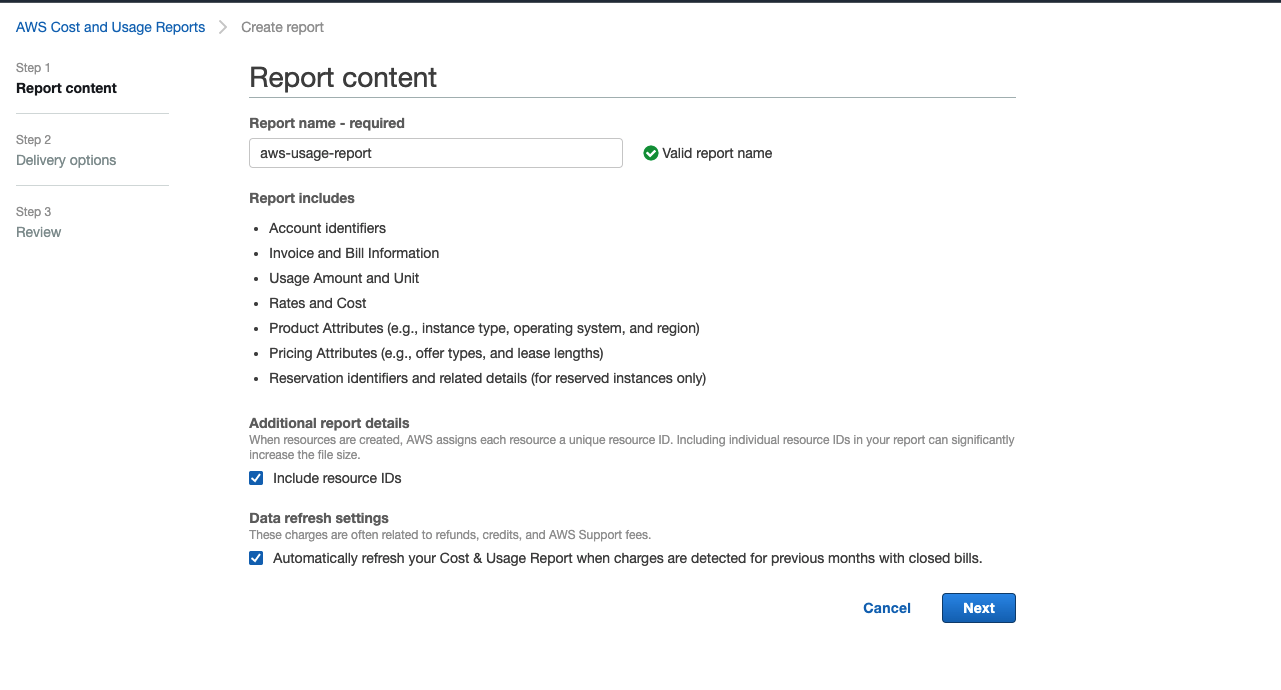 AWS Cost and Usage Reports > Create report
Step 1
Report content
Step 2
Delivery options
Step 3
Review
Report content
Report name - required
aws-usage-report
Valid report name
Report includes
• Account identifiers
• Invoice and Bill Information
• Usage Amount and Unit
• Rates and Cost
• Product Attributes (e.g., instance type, operating system, and region)
• Pricing Attributes (e.g., offer types, and lease lengths)
• Reservation identifiers and related details (for reserved instances only)
Additional report details
When resources are created, AWS assigns each resource a unique resource ID. Including individual resource IDs in your report can significantly
increase the file size.
Include resource IDs
Data refresh settings
These charges are often related to refunds, credits, and AWS Support fees.
Automatically refresh your Cost & Usage Report when charges are detected for previous months with closed bills.
Cancel
Next